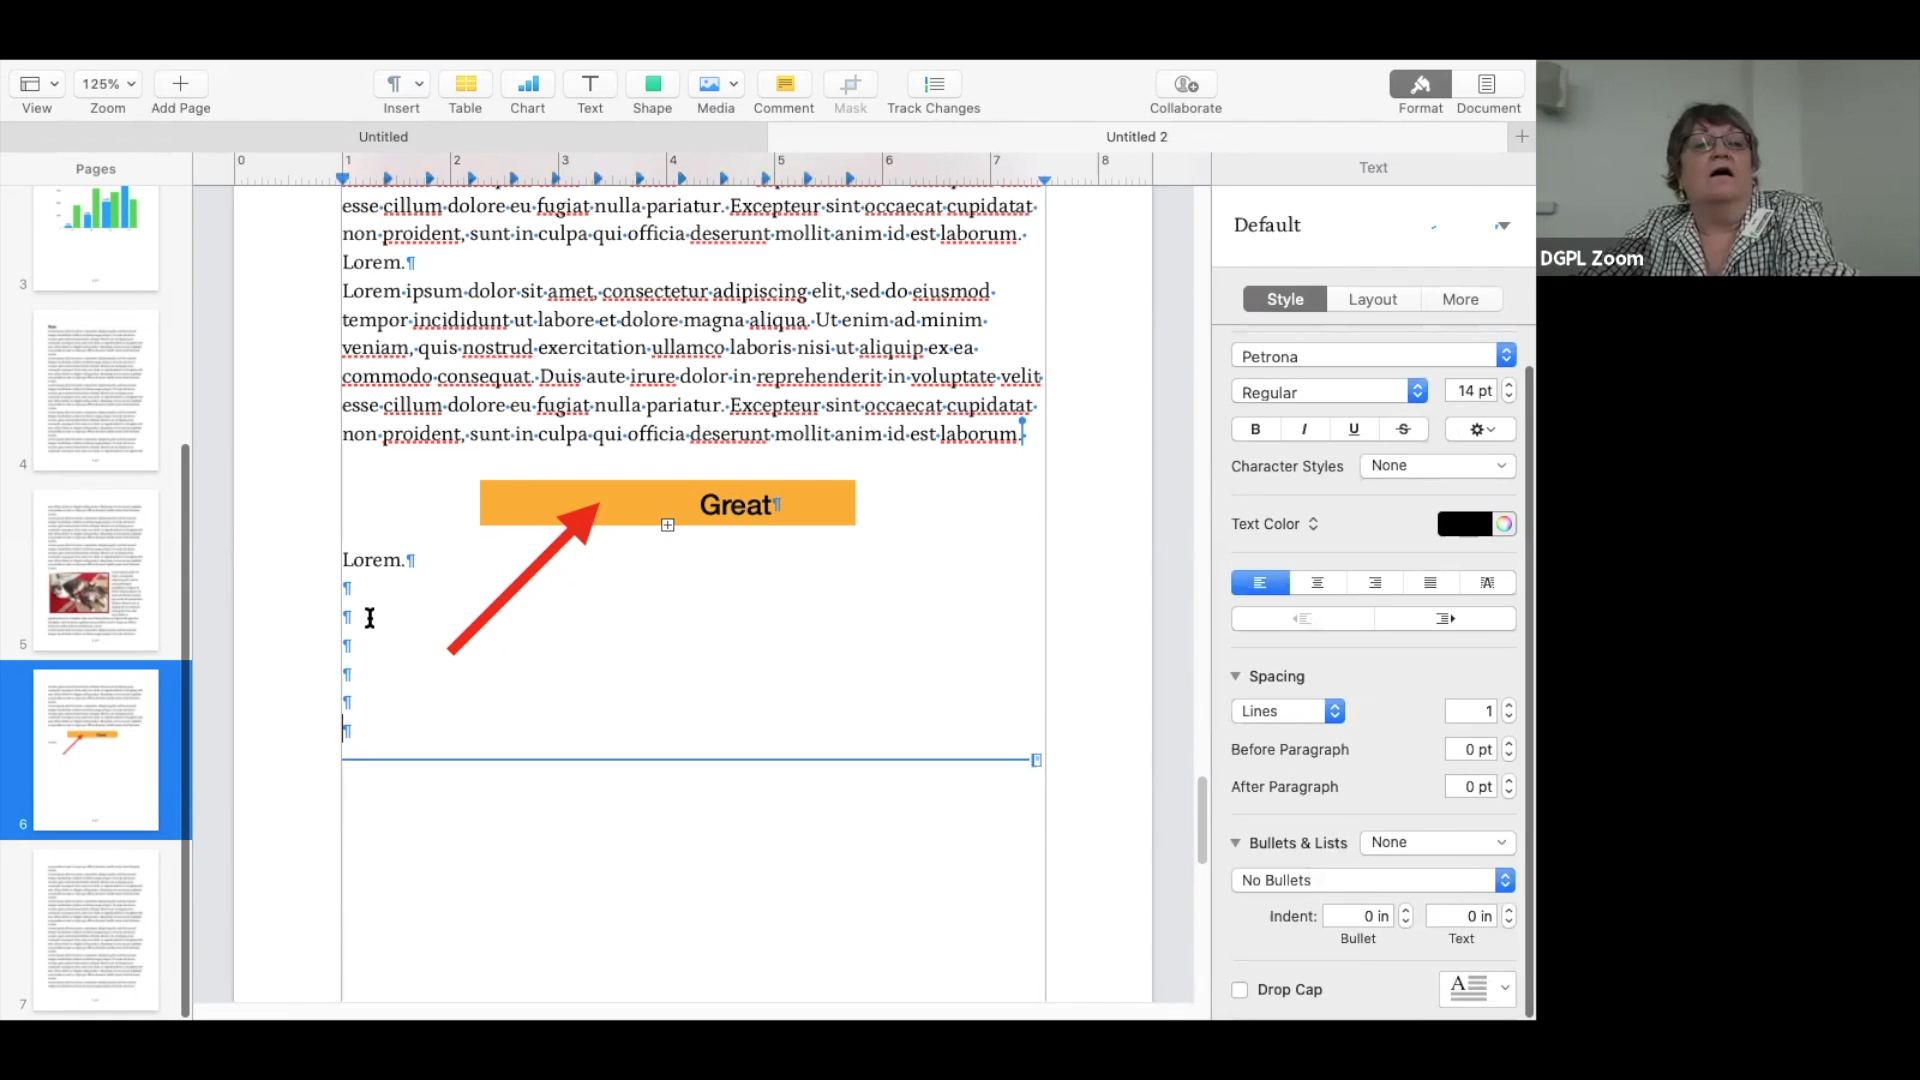 125%
View
Zoom
Add Page
Insert
Table
Chart
Text
Shape
Media
Comment
Mask
Track Changes
Collaborate
Format
Document
Untitled
Untitled 2
Pages
0 1 2 3 4 5 6 7 8
Text
3
4
5
6
7
esse cillum dolore eu fugiat nulla pariatur. Excepteur sint occaecat cupidatat
non proident, sunt in culpa qui officia deserunt mollit anim id est laborum.
Lorem.¶
Lorem ipsum dolor sit amet, consectetur adipiscing elit, sed do eiusmod
tempor incididunt ut labore et dolore magna aliqua. Ut enim ad minim
veniam, quis nostrud exercitation ullamco laboris nisi ut aliquip ex ea
commodo consequat. Duis aute irure dolor in reprehenderit in voluptate velit
esse cillum dolore eu fugiat nulla pariatur. Excepteur sint occaecat cupidatat
non proident, sunt in culpa qui officia deserunt mollit anim id est laborum.
Great¶
Lorem.¶
¶
¶
¶
¶
¶
¶
Default
Style
Layout
More
Petrona
Regular
14 pt
B I U S
Character Styles
None
Text Color
Spacing
Lines
1
Before Paragraph
0 pt
After Paragraph
0 pt
Bullets & Lists
None
No Bullets
Indent:
0 in
0 in
Bullet
Text
Drop Cap
A
DGPL Zoom